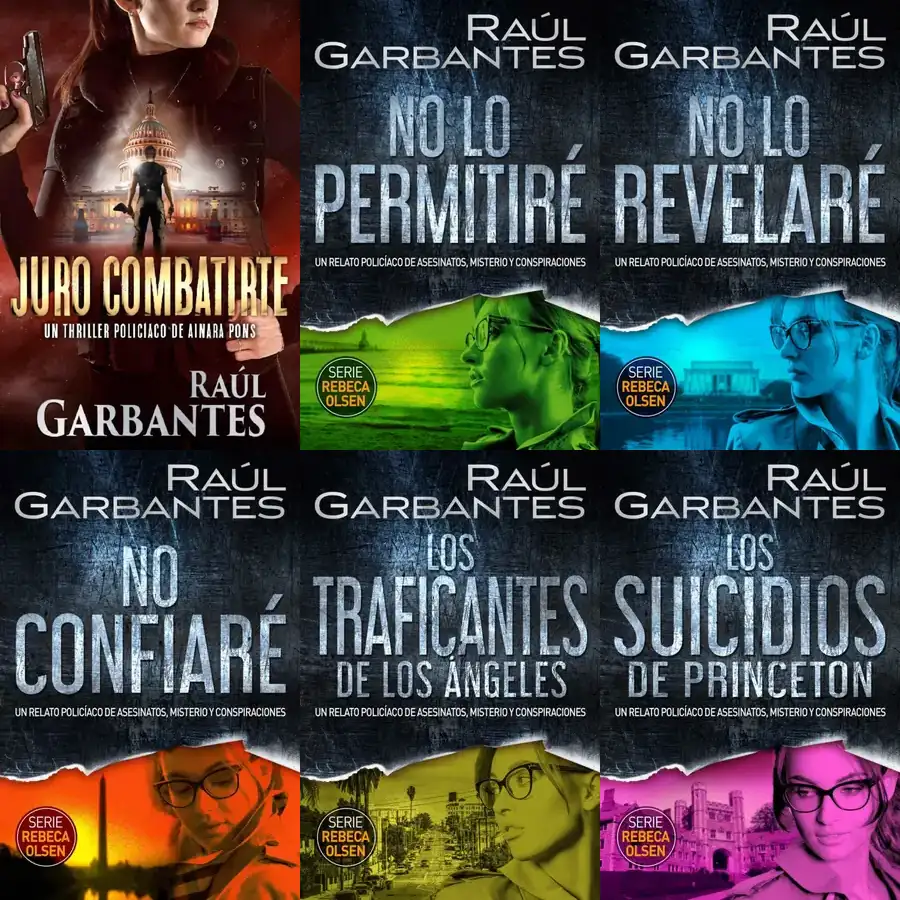 JURO COMBATIRTE
UN THRILLER POLICIACO DE AINARA PONS
RAÚL
GARBANTES
RAÚL
GARBANTES
NO LO
PERMITIRÉ
UN RELATO POLICÍACO DE ASESINATOS, MISTERIO Y CONSPIRACIONES
SERIE
REBECA
OLSEN
RAÚL
GARBANTES
NO LO
REVELARÉ
UN RELATO POLICÍACO DE ASESINATOS, MISTERIO Y CONSPIRACIONES
SERIE
REBECA
OLSEN
RAÚL
GARBANTES
NO
CONFIARÉ
UN RELATO POLICÍACO DE ASESINATOS, MISTERIO Y CONSPIRACIONES
SERIE
REBECA
OLSEN
RAÚL
GARBANTES
LOS
TRAFICANTES
DE LOS ÁNGELES
UN RELATO POLICÍACO DE ASESINATOS, MISTERIO Y CONSPIRACIONES
SERIE
REBECA
OLSEN
RAÚL
GARBANTES
LOS
SUICIDIOS
DE PRINCETON
UN RELATO POLICÍACO DE ASESINATOS, MISTERIO Y CONSPIRACIONES
SERIE
REBECA
OLSEN